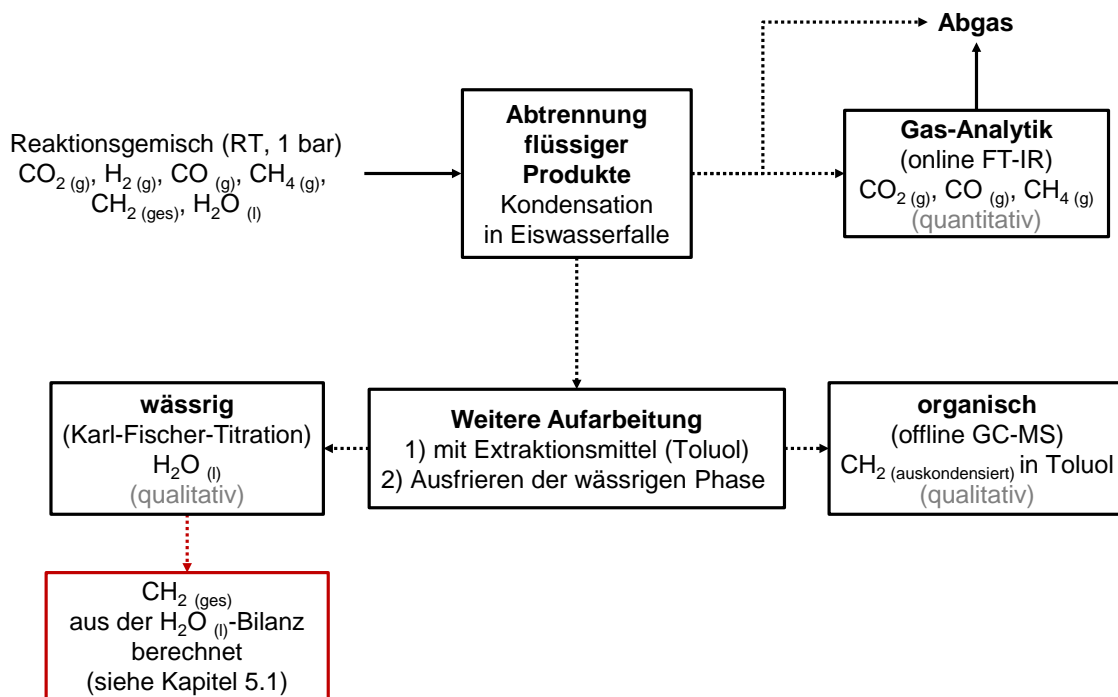 Abgas
Reaktionsgemisch (RT, 1 bar)
CO2 (g), H2 (g), CO (g), CH4 (g),
CH2 (ges), H2O (l)
Abtrennung
flüssiger
Produkte
Kondensation
in Eiswasserfalle
Gas-Analytik
(online FT-IR)
CO2 (g), CO (g), CH4 (g)
(quantitativ)
wässrig
(Karl-Fischer-Titration)
H2O (l)
(qualitativ)
Weitere Aufarbeitung
1) mit Extraktionsmittel (Toluol)
2) Ausfrieren der wässrigen Phase
organisch
(offline GC-MS)
CH2 (auskondensiert) in Toluol
(qualitativ)
CH2 (ges)
aus der H2O (l)-Bilanz
berechnet
(siehe Kapitel 5.1)